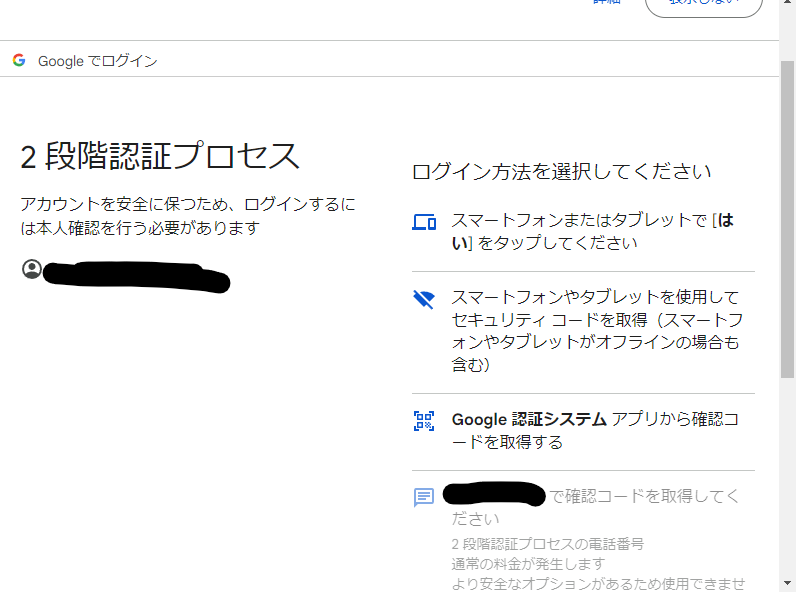 Google でログイン
2 段階認証プロセス
アカウントを安全に保つため、ログインするに
は本人確認を行う必要があります
ログイン方法を選択してください
スマートフォンまたはタブレットで [は
い] をタップしてください
スマートフォンやタブレットを使用して
セキュリティ コードを取得（スマートフ
ォンやタブレットがオフラインの場合も
含む）
Google 認証システム アプリから確認コ
ードを取得する
で確認コードを取得してく
ださい
2 段階認証プロセスの電話番号
通常の料金が発生します
より安全なオプションがあるため使用できませ